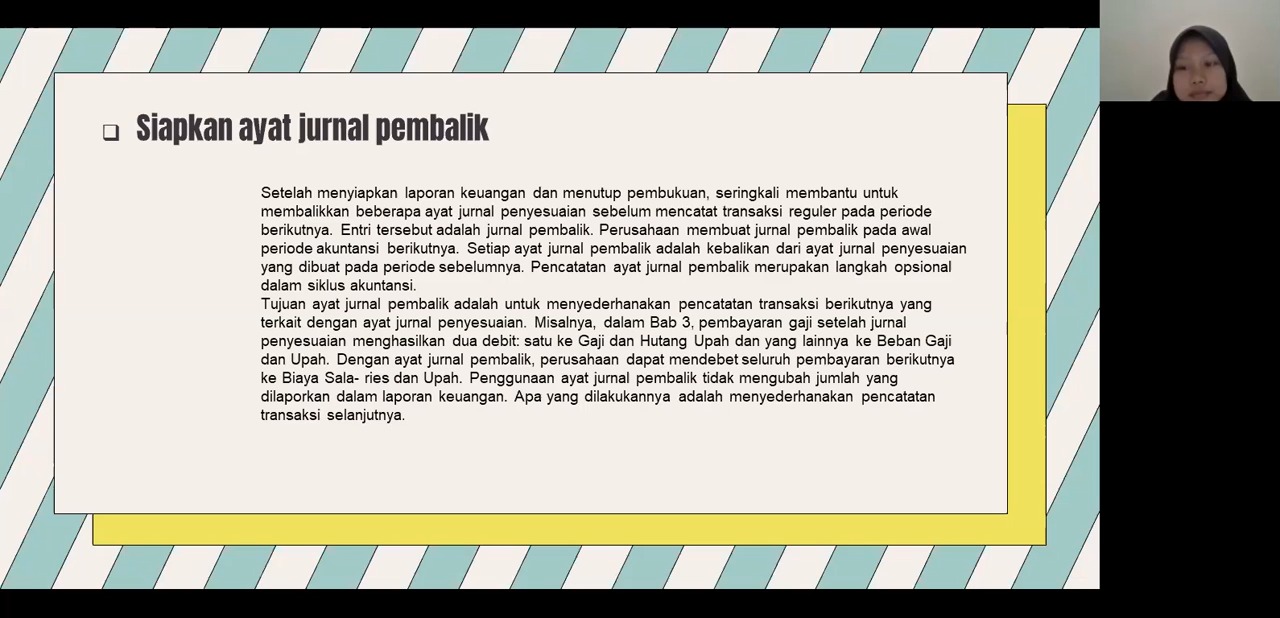 Siapkan ayat jurnal pembalik
Setelah menyiapkan laporan keuangan dan menutup pembukuan, seringkali membantu untuk
membalikkan beberapa ayat jurnal penyesuaian sebelum mencatat transaksi reguler pada periode
berikutnya. Entri tersebut adalah jurnal pembalik. Perusahaan membuat jurnal pembalik pada awal
periode akuntansi berikutnya. Setiap ayat jurnal pembalik adalah kebalikan dari ayat jurnal penyesuaian
yang dibuat pada periode sebelumnya. Pencatatan ayat jurnal pembalik merupakan langkah opsional
dalam siklus akuntansi.
Tujuan ayat jurnal pembalik adalah untuk menyederhanakan pencatatan transaksi berikutnya yang
terkait dengan ayat jurnal penyesuaian. Misalnya, dalam Bab 3, pembayaran gaji setelah jurnal
penyesuaian menghasilkan dua debit: satu ke Gaji dan Hutang Upah dan yang lainnya ke Beban Gaji
dan Upah. Dengan ayat jurnal pembalik, perusahaan dapat mendebet seluruh pembayaran berikutnya
ke Biaya Sala- ries dan Upah. Penggunaan ayat jurnal pembalik tidak mengubah jumlah yang
dilaporkan dalam laporan keuangan. Apa yang dilakukannya adalah menyederhanakan pencatatan
transaksi selanjutnya.